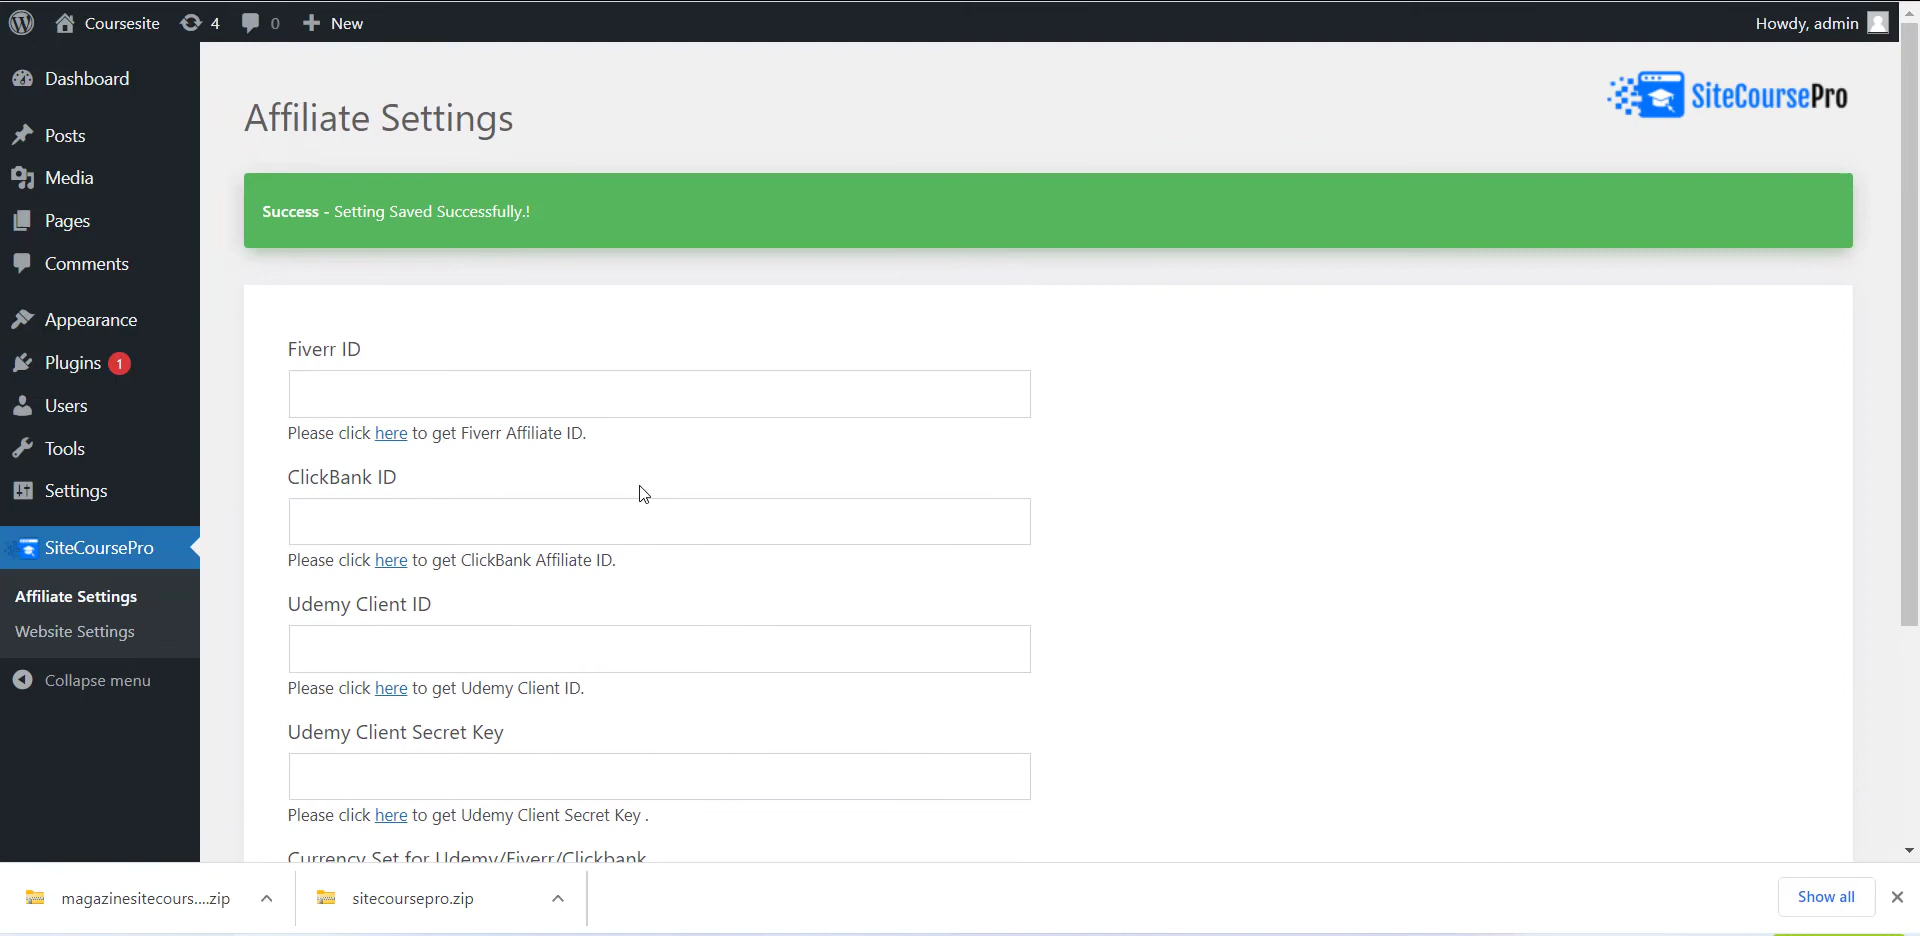 Coursesite 4 0 New Howdy, admin
Dashboard
Posts
Media
Pages
Comments
Appearance
Plugins 1
Users
Tools
Settings
SiteCoursePro
Affiliate Settings
Website Settings
Collapse menu
SiteCoursePro
Affiliate Settings
Success - Setting Saved Successfully.!
Fiverr ID
Please click here to get Fiverr Affiliate ID.
ClickBank ID
Please click here to get ClickBank Affiliate ID.
Udemy Client ID
Please click here to get Udemy Client ID.
Udemy Client Secret Key
Please click here to get Udemy Client Secret Key .
Currency Set for Udemy/Fiverr/Clickbank
magazinesitecours....zip sitecoursepro.zip Show all